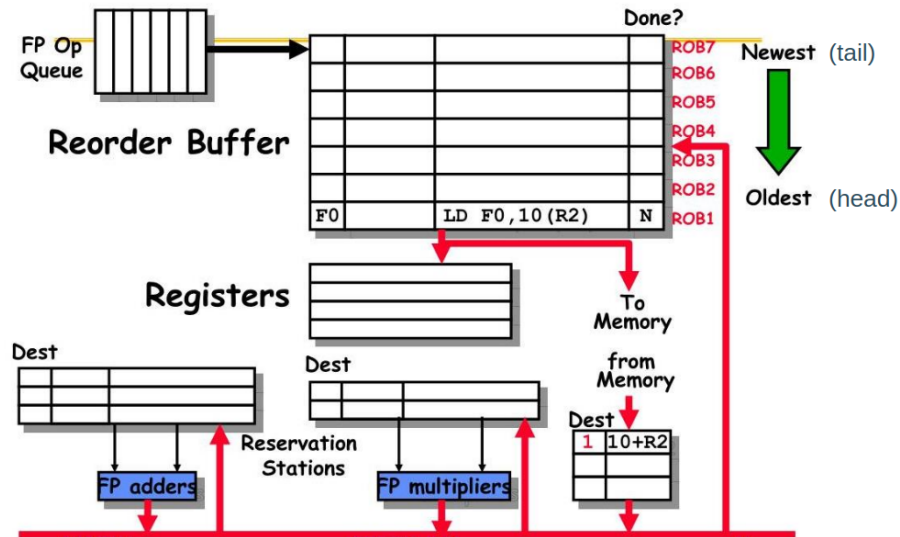 Done?
FP Op
Queue
ROB7
Newest (tail)
ROB6
ROB5
Reorder Buffer
ROB4
ROB3
ROB2
Oldest (head)
F0 LD F0,10(R2) N ROB1
Registers
To
Memory
Dest
Dest
from
Memory
Dest
1 10+R2
Reservation
Stations
FP adders
FP multipliers